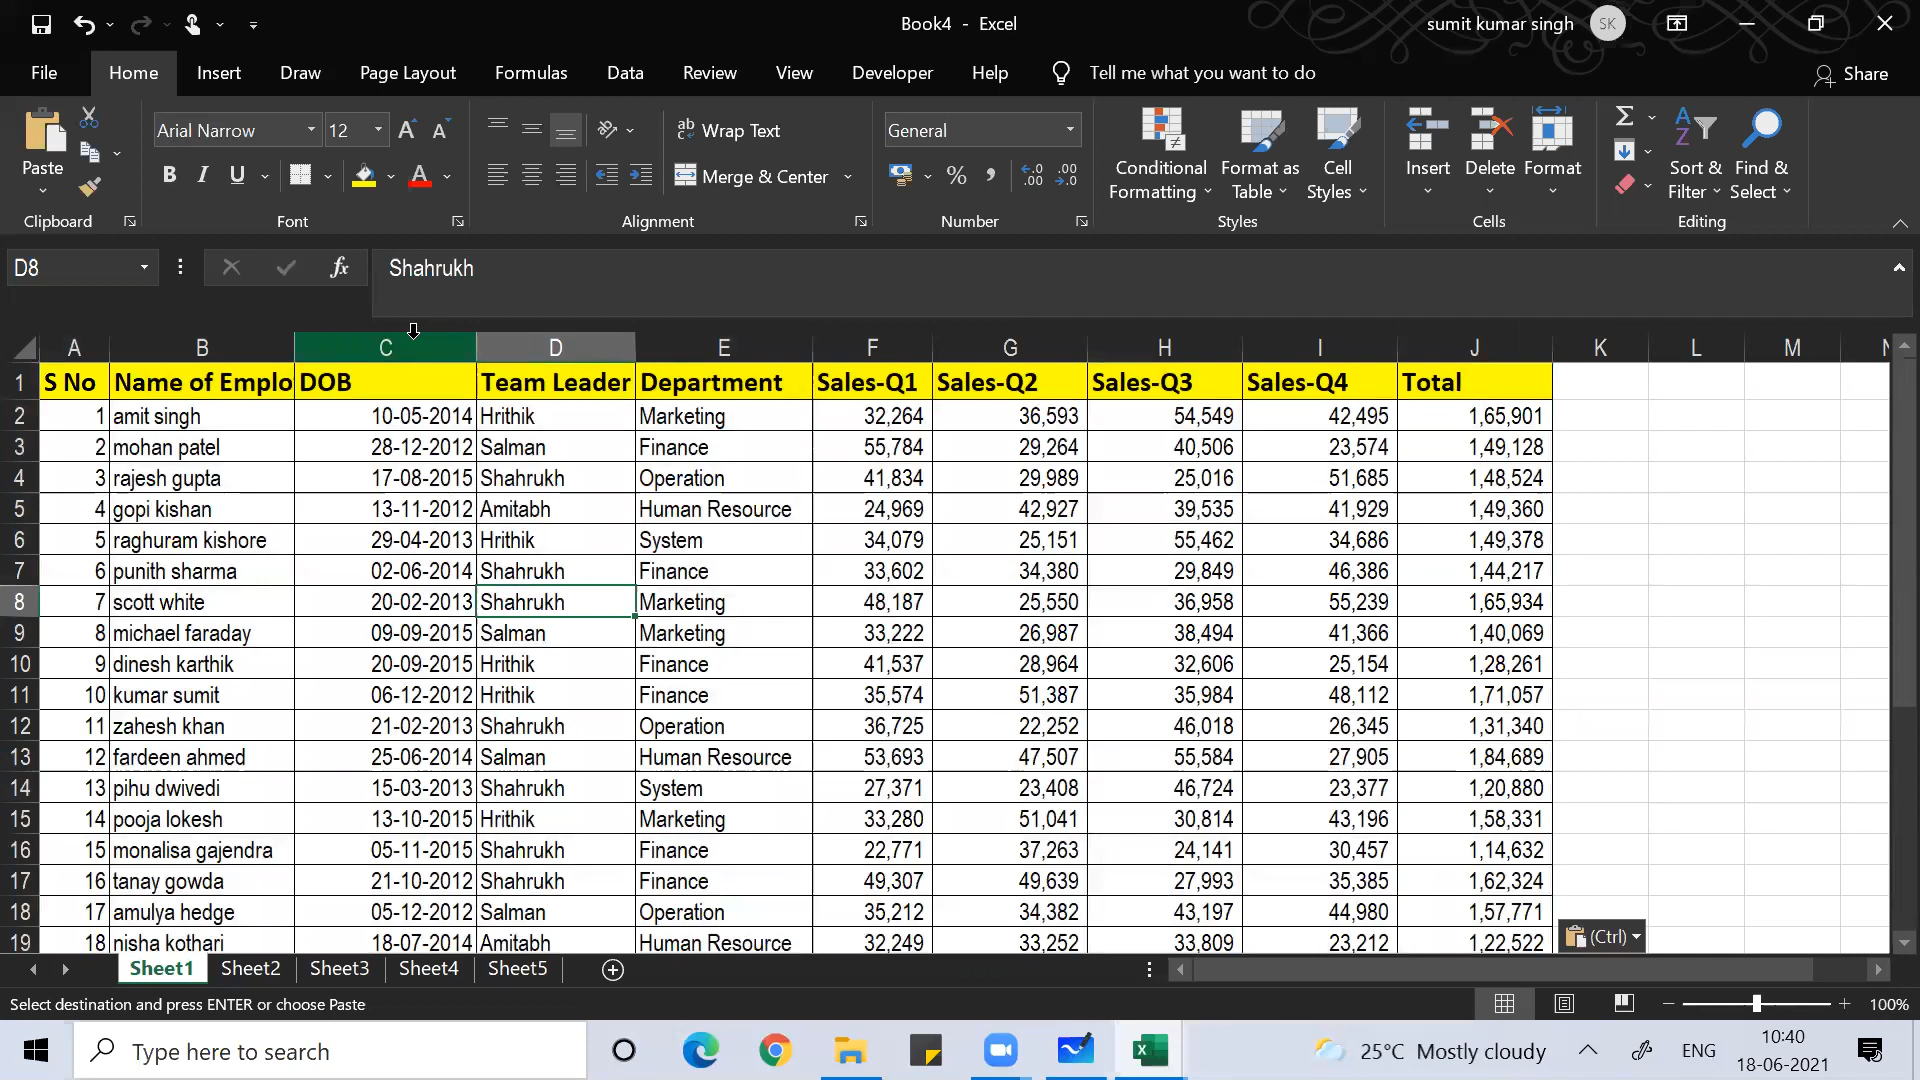 Book4 - Excel
sumit kumar singh
SK
File Home Insert Draw Page Layout Formulas Data Review View Developer Help Tell me what you want to do Share
Paste
Clipboard
Arial Narrow 12
B I U A
Font
Wrap Text
Merge & Center
Alignment
General
Number
Conditional Formatting
Format as Table
Cell Styles
Styles
Insert Delete Format
Cells
Sort & Filter
Find & Select
Editing
D8 fx Shahrukh
A B C D E F G H I J K L M
1 S No Name of Emplo DOB Team Leader Department Sales-Q1 Sales-Q2 Sales-Q3 Sales-Q4 Total
2 1 amit singh 10-05-2014 Hrithik Marketing 32,264 36,593 54,549 42,495 1,65,901
3 2 mohan patel 28-12-2012 Salman Finance 55,784 29,264 40,506 23,574 1,49,128
4 3 rajesh gupta 17-08-2015 Shahrukh Operation 41,834 29,989 25,016 51,685 1,48,524
5 4 gopi kishan 13-11-2012 Amitabh Human Resource 24,969 42,927 39,535 41,929 1,49,360
6 5 raghuram kishore 29-04-2013 Hrithik System 34,079 25,151 55,462 34,686 1,49,378
7 6 punith sharma 02-06-2014 Shahrukh Finance 33,602 34,380 29,849 46,386 1,44,217
8 7 scott white 20-02-2013 Shahrukh Marketing 48,187 25,550 36,958 55,239 1,65,934
9 8 michael faraday 09-09-2015 Salman Marketing 33,222 26,987 38,494 41,366 1,40,069
10 9 dinesh karthik 20-09-2015 Hrithik Finance 41,537 28,964 32,606 25,154 1,28,261
11 10 kumar sumit 06-12-2012 Hrithik Finance 35,574 51,387 35,984 48,112 1,71,057
12 11 zahesh khan 21-02-2013 Shahrukh Operation 36,725 22,252 46,018 26,345 1,31,340
13 12 fardeen ahmed 25-06-2014 Salman Human Resource 53,693 47,507 55,584 27,905 1,84,689
14 13 pihu dwivedi 15-03-2013 Shahrukh System 27,371 23,408 46,724 23,377 1,20,880
15 14 pooja lokesh 13-10-2015 Hrithik Marketing 33,280 51,041 30,814 43,196 1,58,331
16 15 monalisa gajendra 05-11-2015 Shahrukh Finance 22,771 37,263 24,141 30,457 1,14,632
17 16 tanay gowda 21-10-2012 Shahrukh Finance 49,307 49,639 27,993 35,385 1,62,324
18 17 amulya hedge 05-12-2012 Salman Operation 35,212 34,382 43,197 44,980 1,57,771
19 18 nisha kothari 18-07-2014 Amitabh Human Resource 32,249 33,252 33,809 23,212 1,22,522
(Ctrl)
Sheet1 Sheet2 Sheet3 Sheet4 Sheet5
Select destination and press ENTER or choose Paste
100%
Type here to search
25°C Mostly cloudy
ENG
10:40
18-06-2021